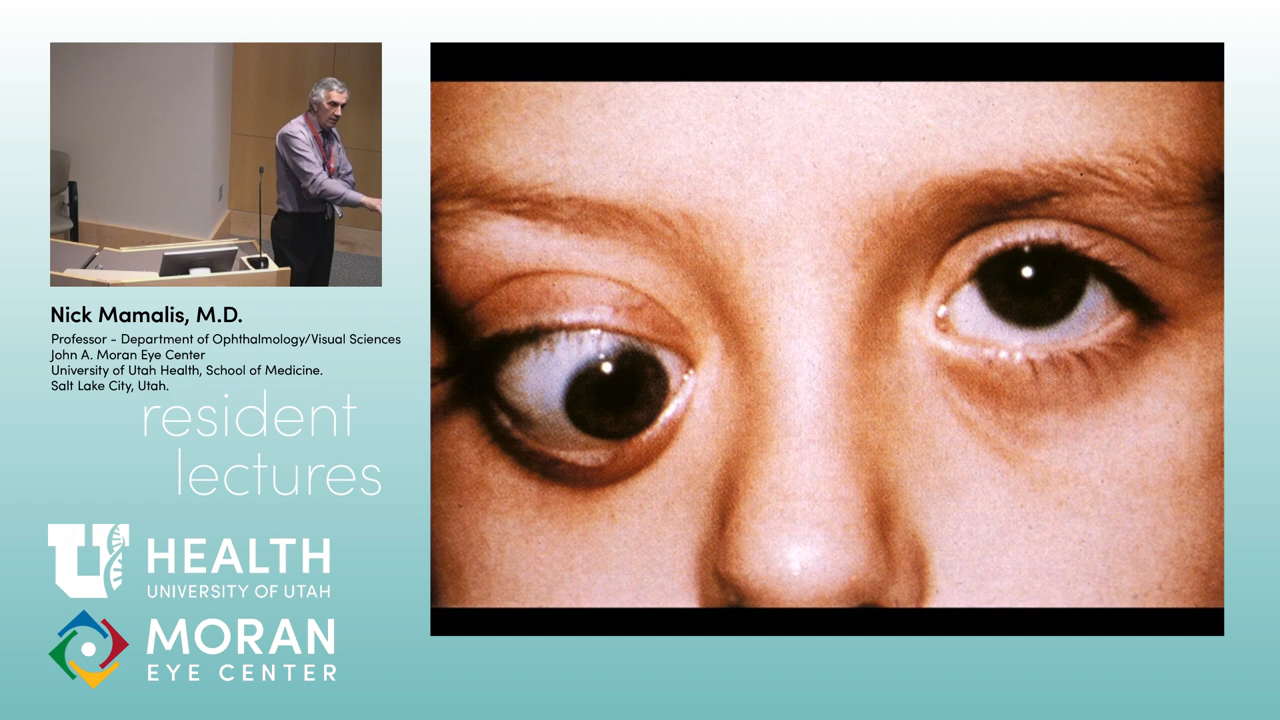 Nick Mamalis, M.D.
Professor - Department of Ophthalmology/Visual Sciences
John A. Moran Eye Center
University of Utah Health, School of Medicine.
Salt Lake City, Utah.
resident
lectures
U HEALTH
UNIVERSITY OF UTAH
MORAN
EYE CENTER